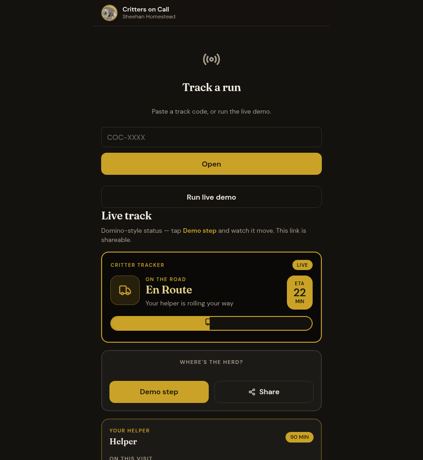 Critters on Call
Sheehan Homestead
Track a run
Paste a track code, or run the live demo.
COC-XXXX
Open
Run live demo
Live track
Domino-style status — tap Demo step and watch it move. This link is
shareable.
CRITTER TRACKER
LIVE
ON THE ROAD
En Route
Your helper is rolling your way
ETA
22
MIN
WHERE'S THE HERD?
Demo step
Share
YOUR HELPER
Helper
90 MIN
ON THIS VISIT